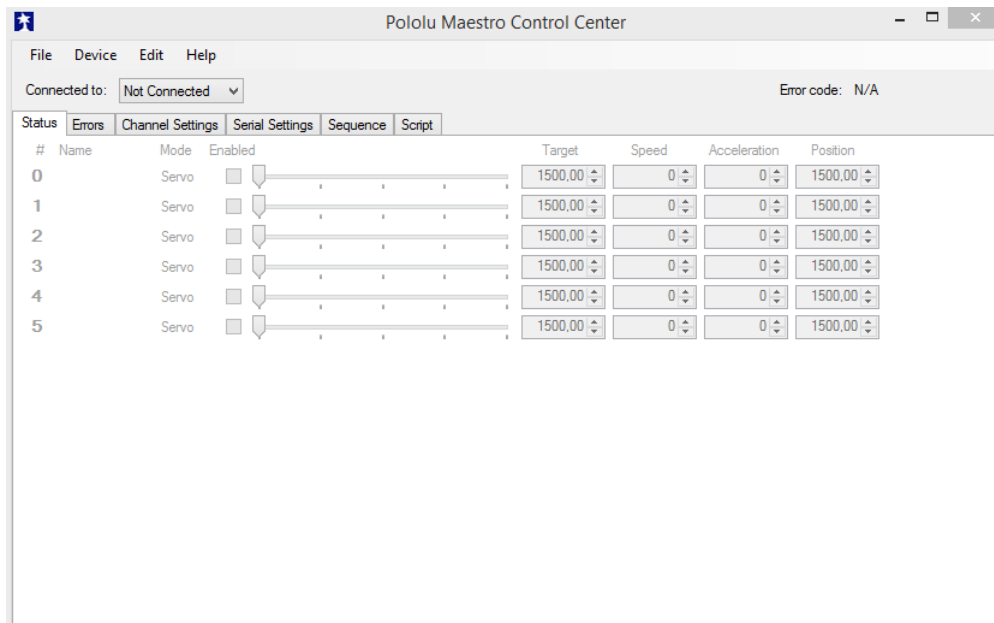 Pololu Maestro Control Center
File Device Edit Help
Connected to: Not Connected Error code: N/A
Status Errors Channel Settings Serial Settings Sequence Script
# Name Mode Enabled Target Speed Acceleration Position
0 Servo 1500,00 0 0 1500,00
1 Servo 1500,00 0 0 1500,00
2 Servo 1500,00 0 0 1500,00
3 Servo 1500,00 0 0 1500,00
4 Servo 1500,00 0 0 1500,00
5 Servo 1500,00 0 0 1500,00